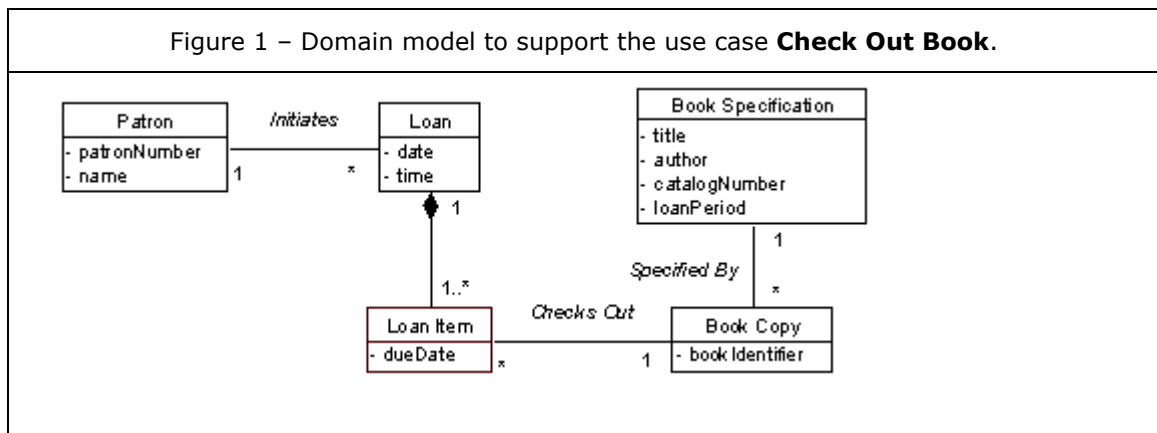 Figure 1 – Domain model to support the use case Check Out Book.
Patron
- patronNumber
- name
Initiates
1
*
Loan
- date
- time
1
1..*
Loan Item
- dueDate
*
Checks Out
1
Book Specification
- title
- author
- catalogNumber
- loanPeriod
1
Specified By
*
Book Copy
- bookIdentifier